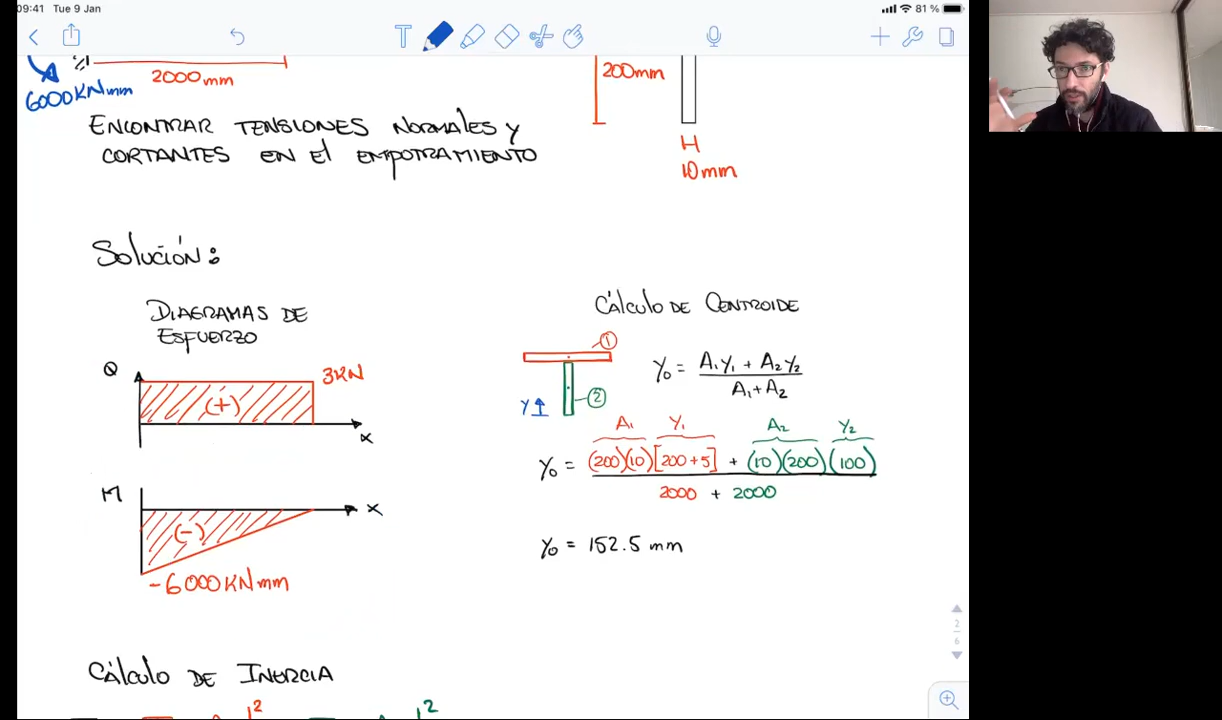 09:41 Tue 9 Jan
81 %
T
6000KNmm
2000mm
200mm
H
10mm
ENCONTRAR TENSIONES NORMALES Y
CORTANTES EN El EMPOTRAMIENTO
Solución:
DIAGRAMAS DE
ESFUERZO
Q
3KN
(+)
X
M
X
(-)
-6000KNmm
CÁlculo DE CENTROIDE
①
②
Y
Y0 = A1Y1 + A2Y2
A1+A2
A1 Y1 A2 Y2
Y0 = (200)(10)[200+5] + (10)(200)(100)
2000 + 2000
Y0 = 152.5 mm
CÁlculo DE INERCIA
2
6